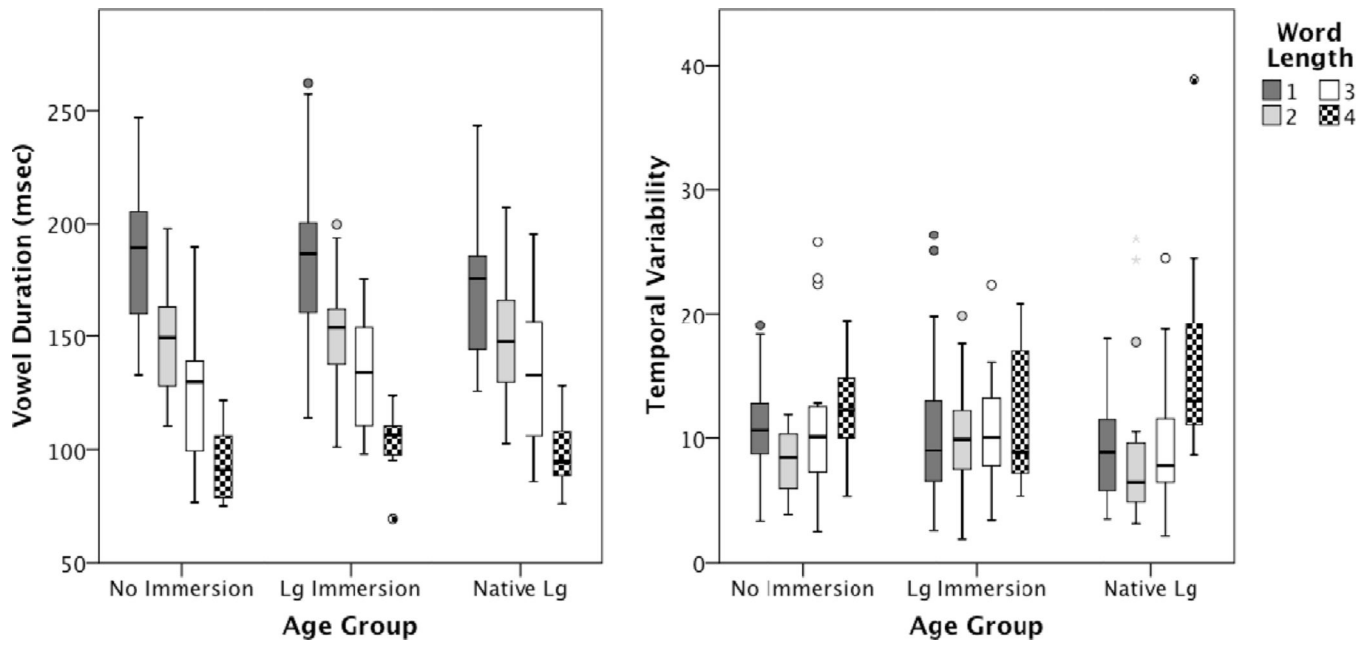 Vowel Duration (msec)
250
200
150
100
50
No Immersion Lg Immersion Native Lg
Age Group
Temporal Variability
40
30
20
10
0
No Immersion Lg Immersion Native Lg
Age Group
Word
Length
1 3
2 4